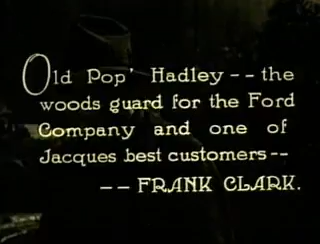 Old Pop' Hadley -- the
woods guard for the Ford
Company and one of
Jacques best customers --
-- FRANK CLARK.